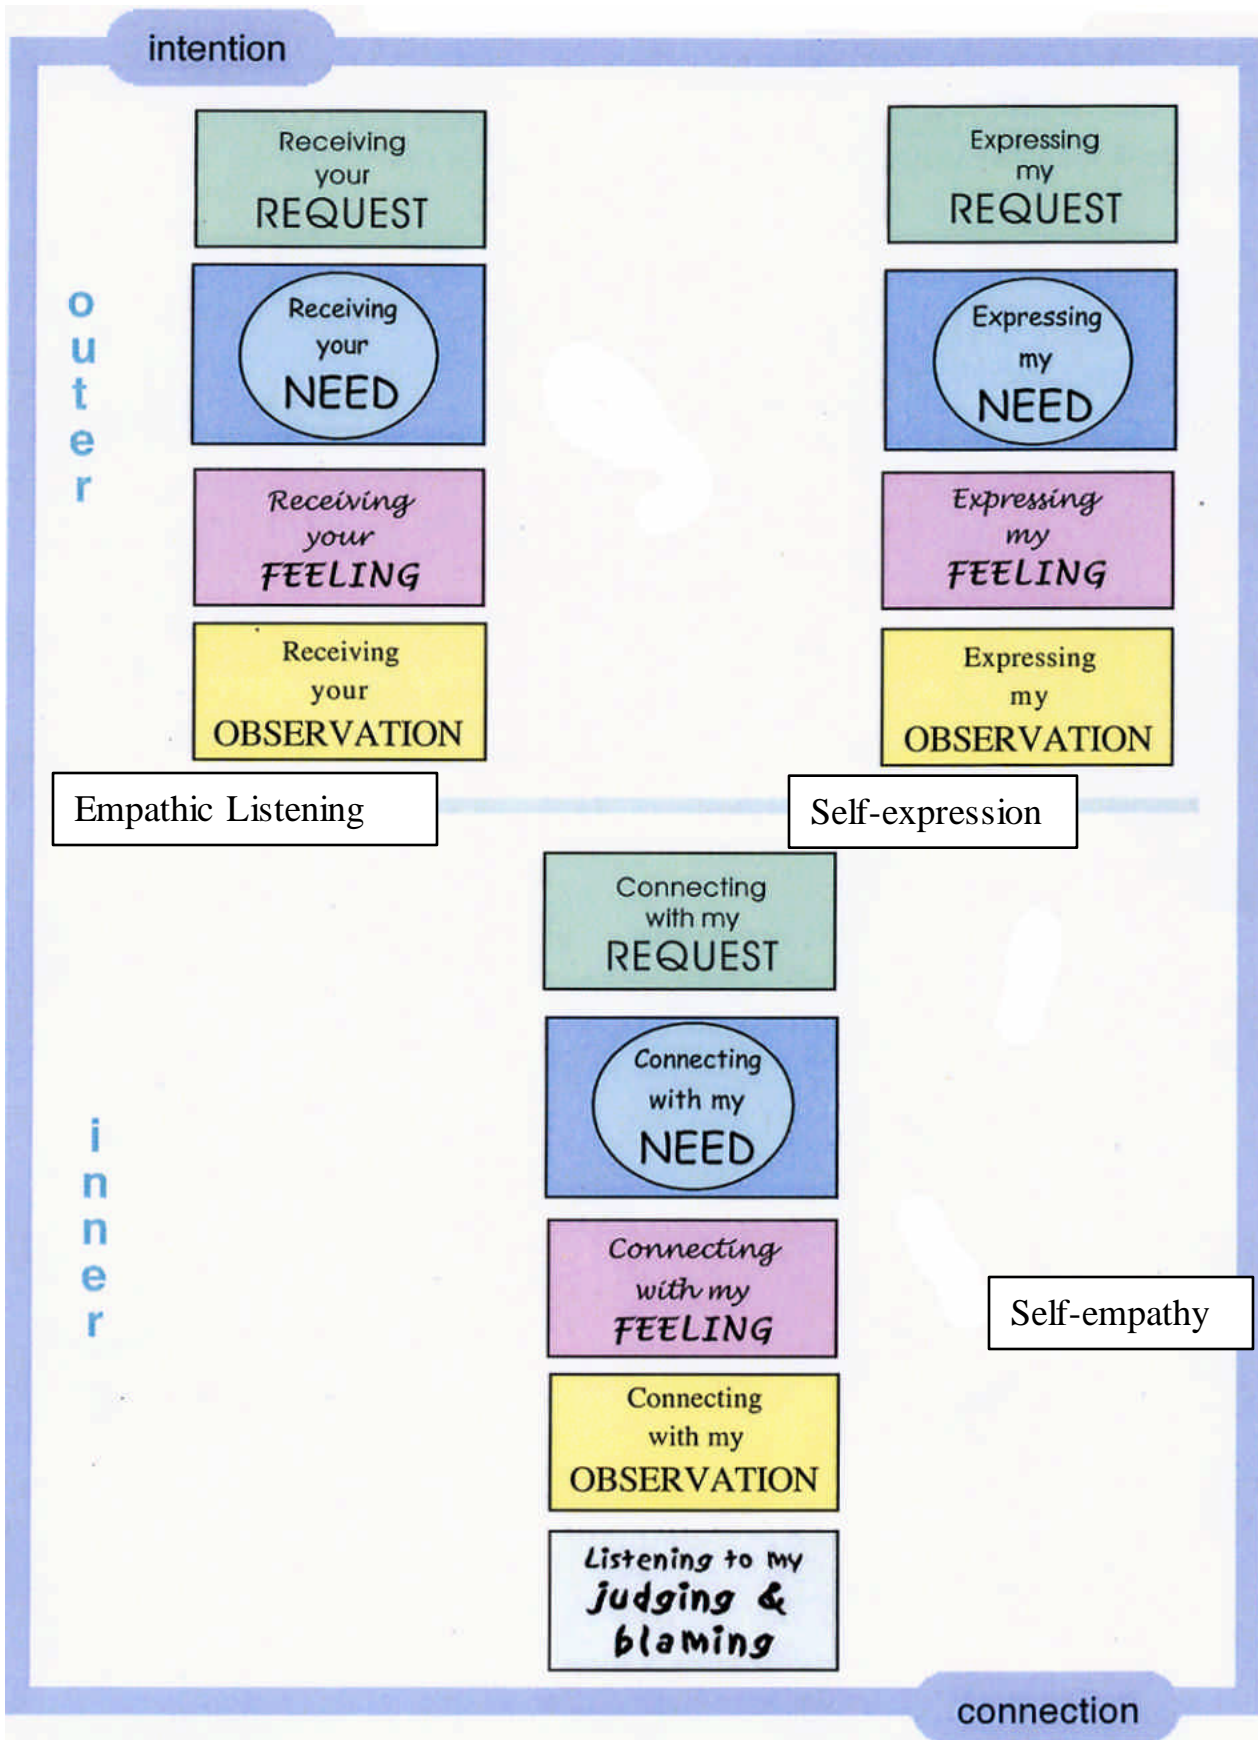 intention
Receiving
your
REQUEST
Expressing
my
REQUEST
outer
Receiving
your
NEED
Expressing
my
NEED
Receiving
your
FEELING
Expressing
my
FEELING
Receiving
your
OBSERVATION
Expressing
my
OBSERVATION
Empathic Listening
Self-expression
Connecting
with my
REQUEST
inner
Connecting
with my
NEED
Connecting
with my
FEELING
Self-empathy
Connecting
with my
OBSERVATION
Listening to my
judging &
blaming
connection